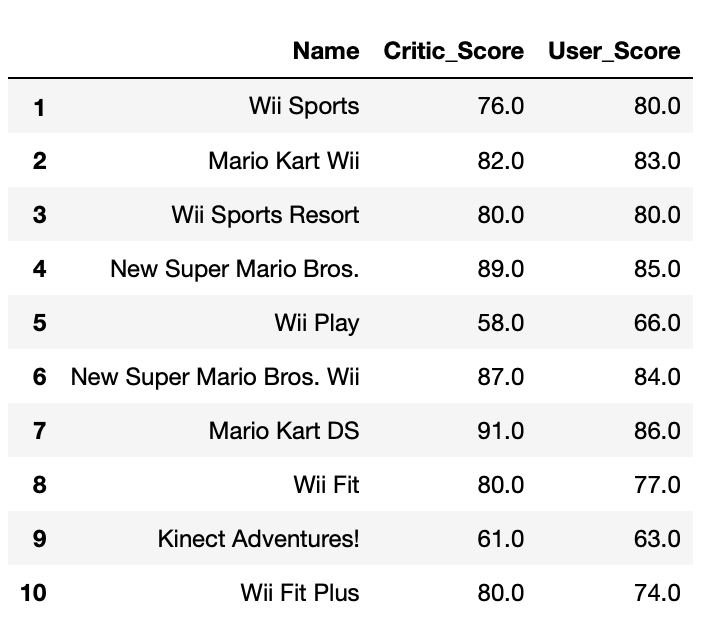 Name Critic_Score User_Score
1 Wii Sports 76.0 80.0
2 Mario Kart Wii 82.0 83.0
3 Wii Sports Resort 80.0 80.0
4 New Super Mario Bros. 89.0 85.0
5 Wii Play 58.0 66.0
6 New Super Mario Bros. Wii 87.0 84.0
7 Mario Kart DS 91.0 86.0
8 Wii Fit 80.0 77.0
9 Kinect Adventures! 61.0 63.0
10 Wii Fit Plus 80.0 74.0